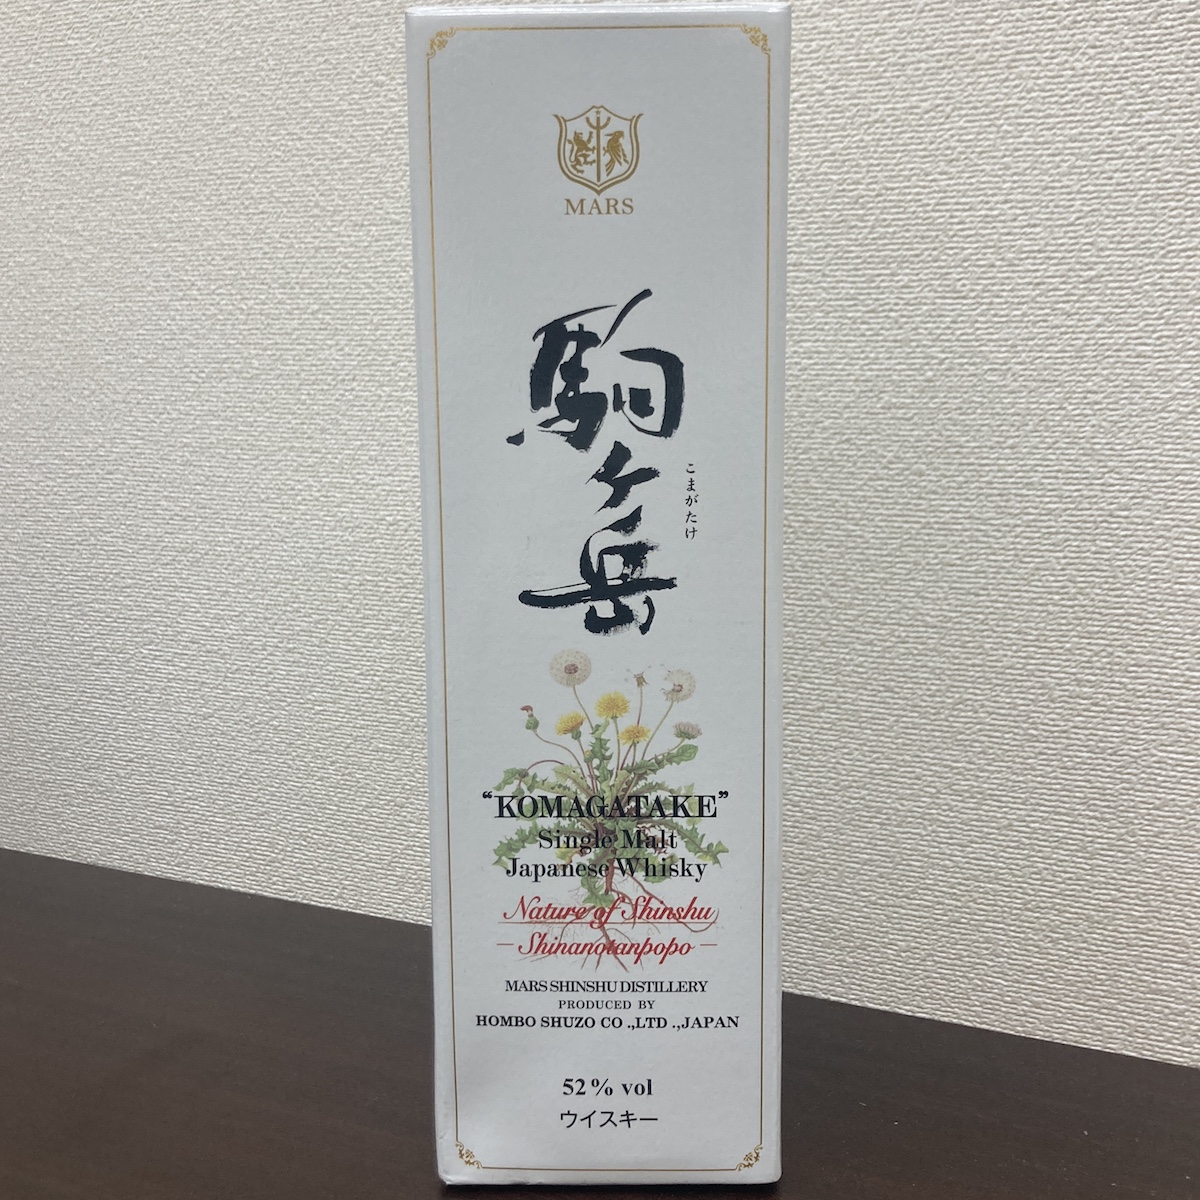 MARS
駒ヶ岳
こまがたけ
“KOMAGATAKE”
Single Malt
Japanese Whisky
Nature of Shinshu
— Shinanotanpopo —
MARS SHINSHU DISTILLERY
PRODUCED BY
HOMBO SHUZO CO .,LTD .,JAPAN
52% vol
ウイスキー